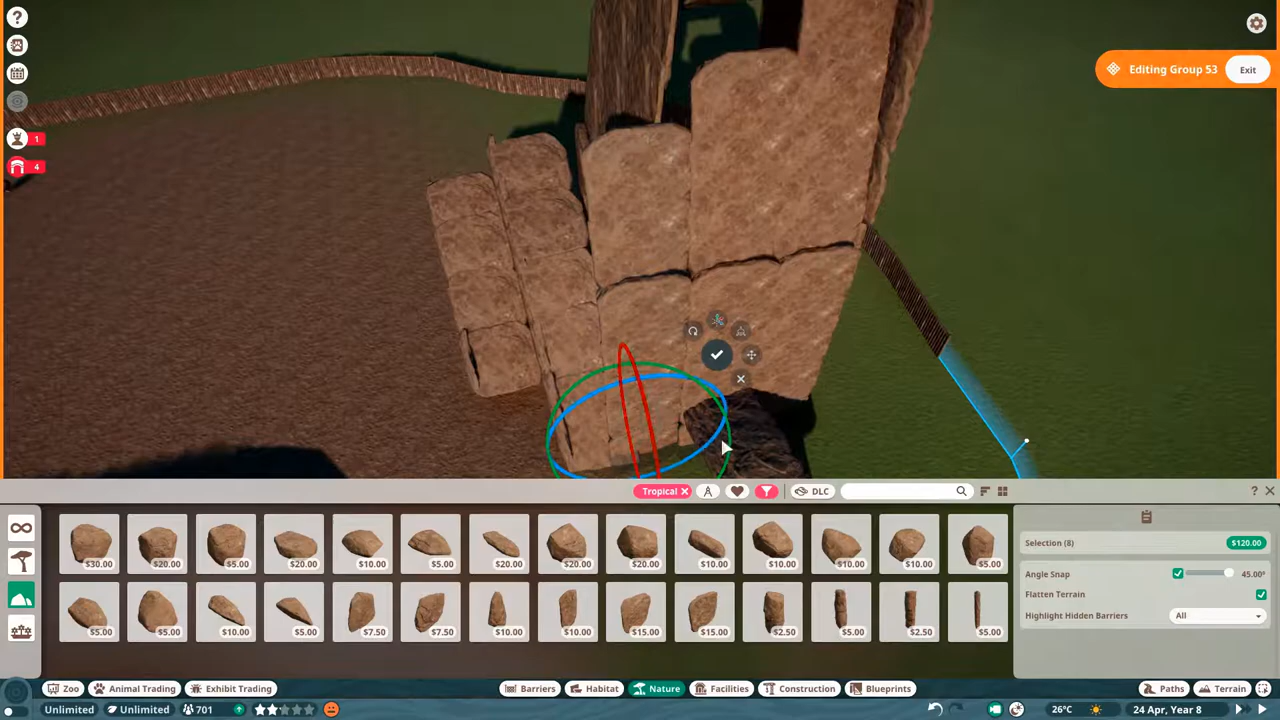 ?
Editing Group 53
Exit
1
4
Tropical
DLC
?
$30.00
$20.00
$5.00
$20.00
$10.00
$5.00
$20.00
$20.00
$20.00
$10.00
$10.00
$10.00
$10.00
$5.00
$5.00
$5.00
$10.00
$5.00
$7.50
$7.50
$10.00
$10.00
$15.00
$15.00
$2.50
$5.00
$2.50
$5.00
Selection (8)
$120.00
Angle Snap
45.00°
Flatten Terrain
Highlight Hidden Barriers
All
Zoo
Animal Trading
Exhibit Trading
Barriers
Habitat
Nature
Facilities
Construction
Blueprints
Paths
Terrain
Unlimited
Unlimited
701
26°C
24 Apr, Year 8